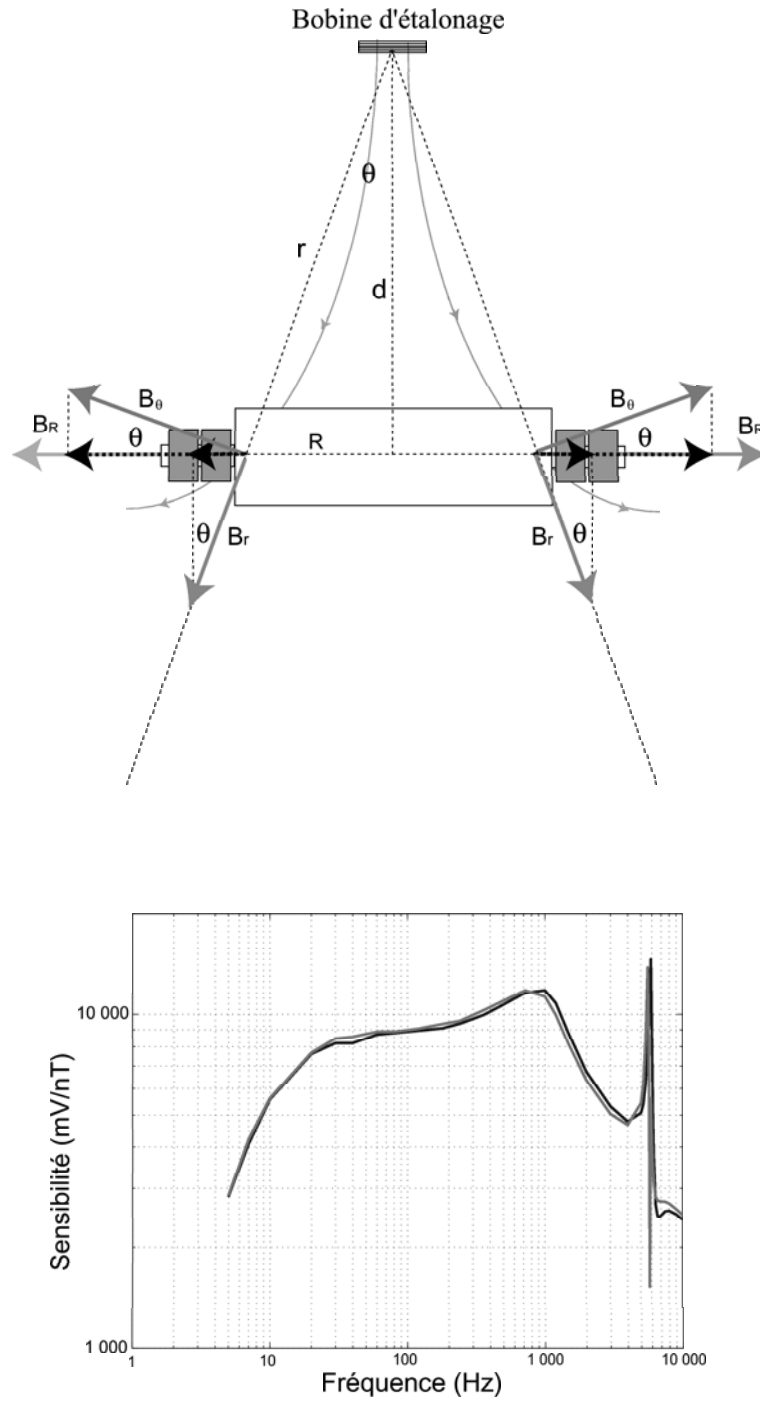 Bobine d'étalonage
θ
r
d
Bθ
Bθ
BR
θ
R
θ
BR
θ
Br
Br
θ
10 000
Sensibilité (mV/nT)
1 000
1
10
100
1 000
10 000
Fréquence (Hz)